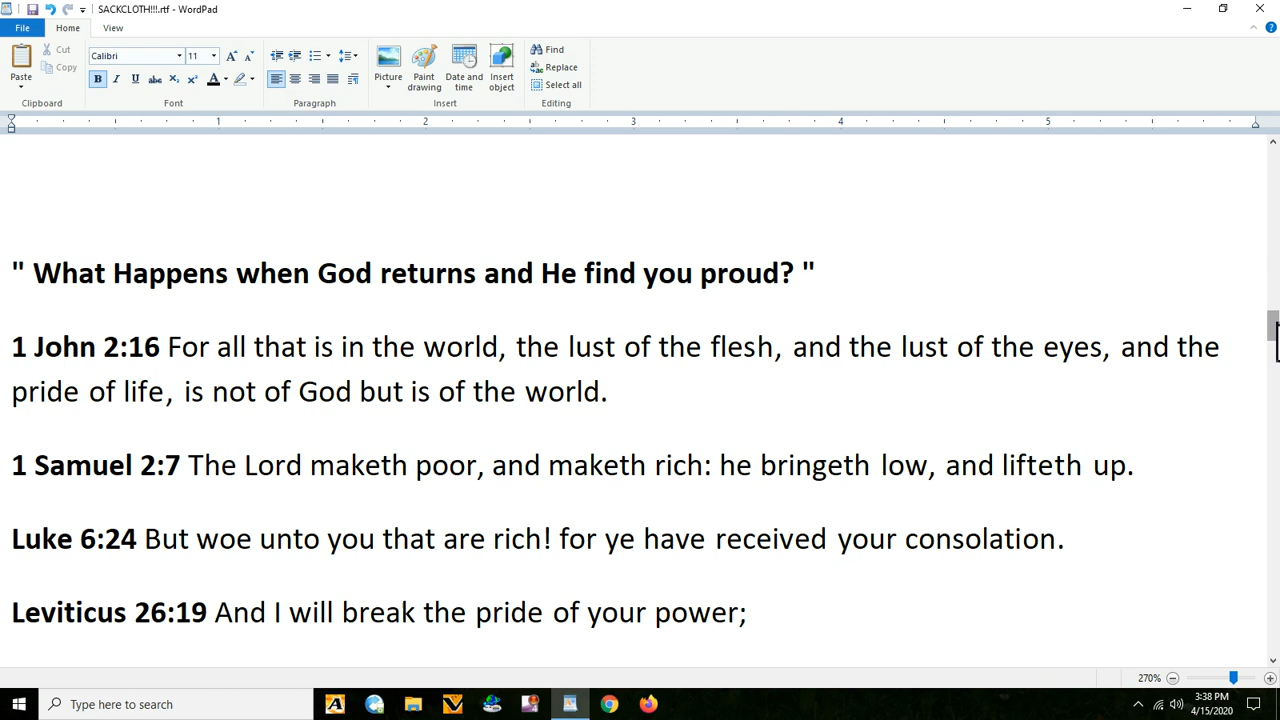 SACKCLOTH!!!.rtf - WordPad
File Home View
Paste
Cut
Copy
Clipboard
Calibri 11
Font
Paragraph
Picture
Paint drawing
Date and time
Insert object
Insert
Find
Replace
Select all
Editing
1 2 3 4 5
" What Happens when God returns and He find you proud? "
1 John 2:16 For all that is in the world, the lust of the flesh, and the lust of the eyes, and the
pride of life, is not of God but is of the world.
1 Samuel 2:7 The Lord maketh poor, and maketh rich: he bringeth low, and lifteth up.
Luke 6:24 But woe unto you that are rich! for ye have received your consolation.
Leviticus 26:19 And I will break the pride of your power;
270%
Type here to search
3:38 PM
4/15/2020